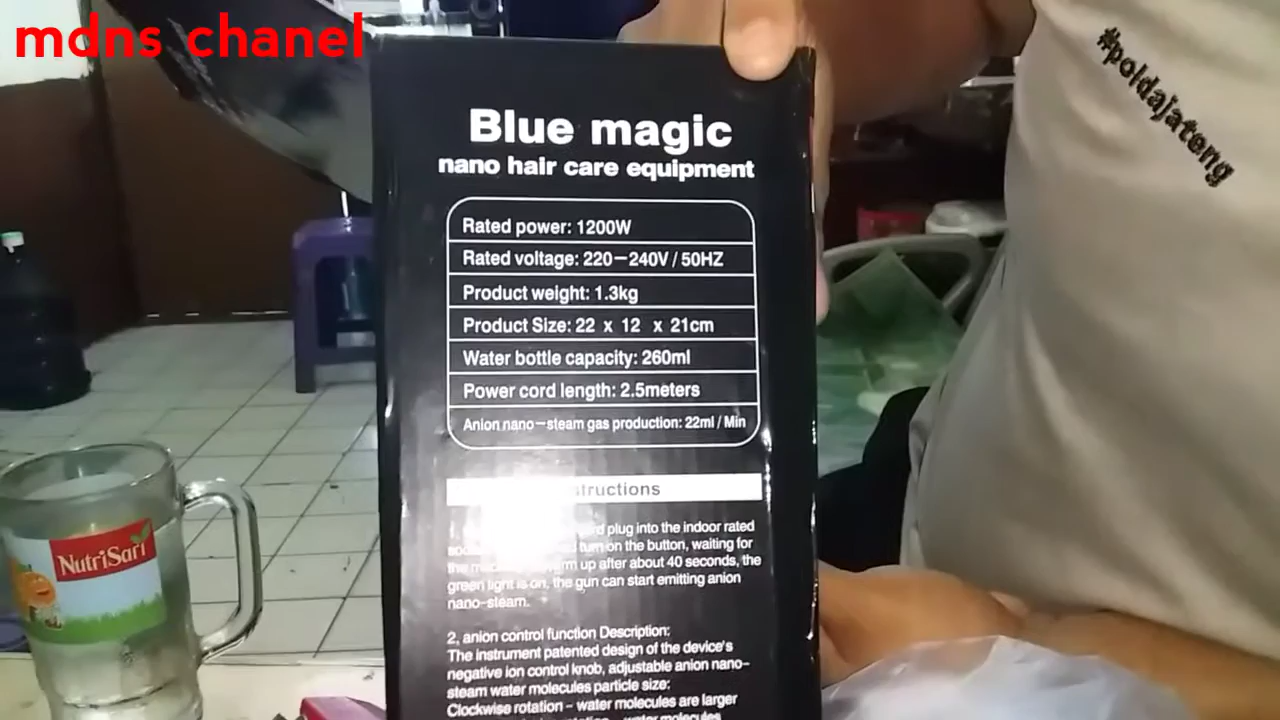 mdns chanel
#poldajateng
Blue magic
nano hair care equipment
Rated power: 1200W
Rated voltage: 220-240V / 50HZ
Product weight: 1.3kg
Product Size: 22 x 12 x 21cm
Water bottle capacity: 260ml
Power cord length: 2.5meters
Anion nano-steam gas production: 22ml / Min
NutriSari
plug into the indoor rated
turn on the button, waiting for
the up after about 40 seconds, the
green light is on, the gun can start emitting anion
nano-steam.
2, anion control function Description:
The instrument patented design of the device's
negative ion control knob, adjustable anion nano-
steam water molecules particle size:
Clockwise rotation - water molecules are larger
water molecules